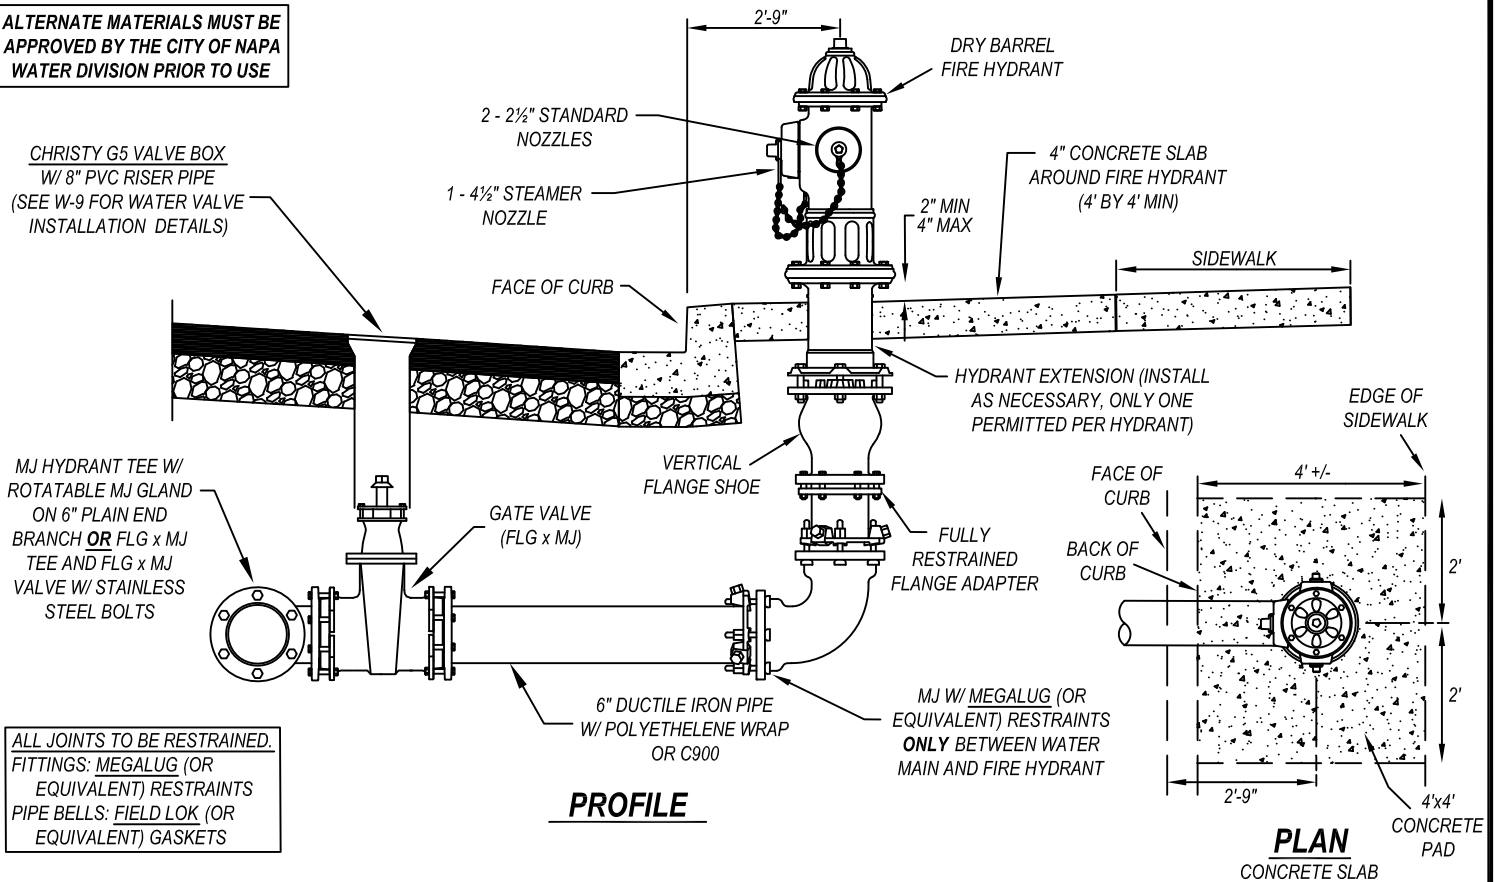 ALTERNATE MATERIALS MUST BE
APPROVED BY THE CITY OF NAPA
WATER DIVISION PRIOR TO USE
2'-9"
DRY BARREL
FIRE HYDRANT
2 - 2½" STANDARD
NOZZLES
CHRISTY G5 VALVE BOX
W/ 8" PVC RISER PIPE
(SEE W-9 FOR WATER VALVE
INSTALLATION DETAILS)
1 - 4½" STEAMER
NOZZLE
4" CONCRETE SLAB
AROUND FIRE HYDRANT
(4' BY 4' MIN)
2" MIN
4" MAX
SIDEWALK
FACE OF CURB
HYDRANT EXTENSION (INSTALL
AS NECESSARY, ONLY ONE
PERMITTED PER HYDRANT)
EDGE OF
SIDEWALK
MJ HYDRANT TEE W/
ROTATABLE MJ GLAND
ON 6" PLAIN END
BRANCH OR FLG x MJ
TEE AND FLG x MJ
VALVE W/ STAINLESS
STEEL BOLTS
VERTICAL
FLANGE SHOE
GATE VALVE
(FLG x MJ)
FULLY
RESTRAINED
FLANGE ADAPTER
FACE OF
CURB
4' +/-
BACK OF
CURB
2'
2'
6" DUCTILE IRON PIPE
W/ POLYETHELENE WRAP
OR C900
MJ W/ MEGALUG (OR
EQUIVALENT) RESTRAINTS
ONLY BETWEEN WATER
MAIN AND FIRE HYDRANT
ALL JOINTS TO BE RESTRAINED.
FITTINGS: MEGALUG (OR
EQUIVALENT) RESTRAINTS
PIPE BELLS: FIELD LOK (OR
EQUIVALENT) GASKETS
PROFILE
2'-9"
4'x4'
CONCRETE
PAD
PLAN
CONCRETE SLAB